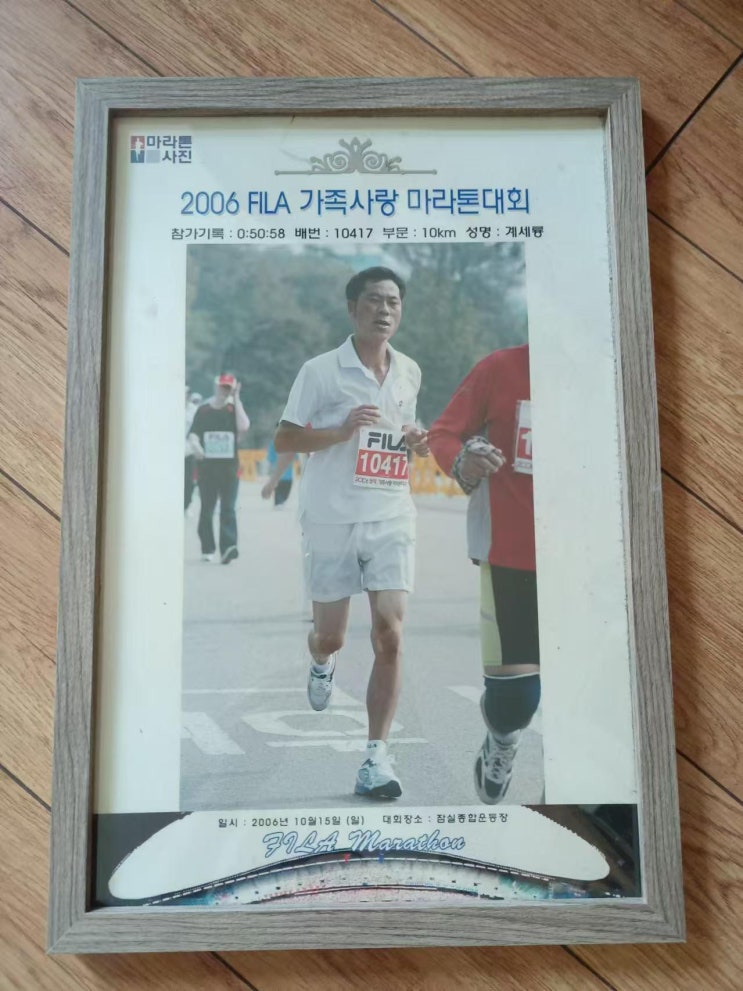 마라톤
사진
2006 FILA 가족사랑 마라톤대회
참가기록 : 0:50:58 배번 : 10417 부문 : 10km 성명 : 계세룡
FILA
10417
일시 : 2006년 10월15일 (일) 대회장소 : 잠실종합운동장
FILA Marathon